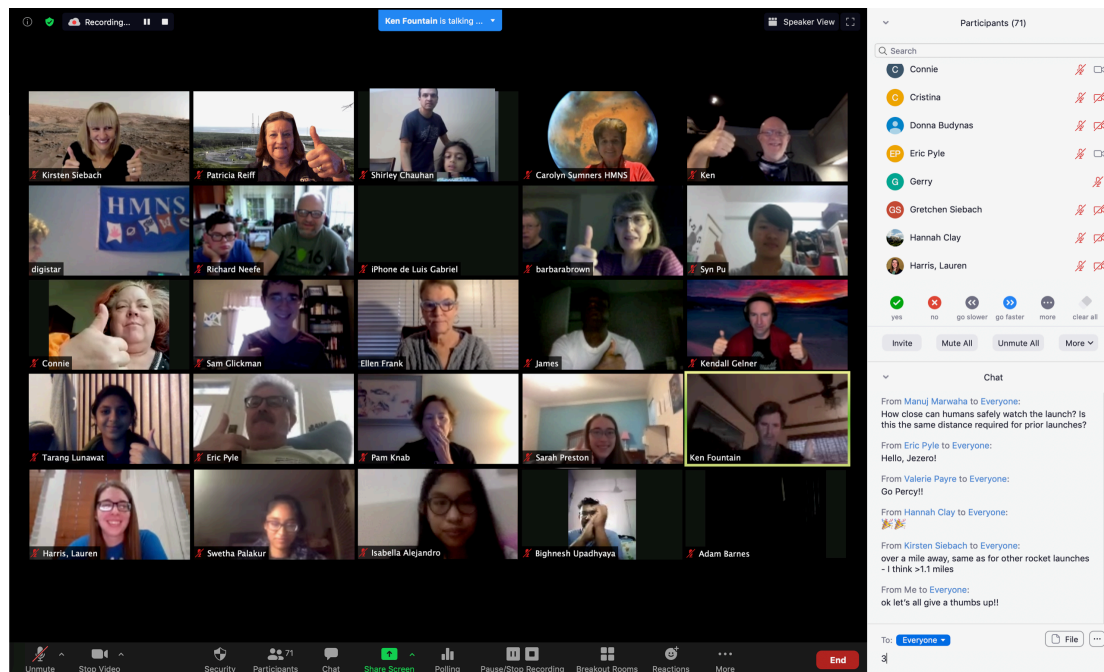 Recording...
Ken Fountain is talking ...
Speaker View
Kirsten Siebach
Patricia Reiff
Shirley Chauhan
Carolyn Sumners HMNS
Ken
HMNS
digistar
Richard Neefe
2016
iPhone de Luis Gabriel
barbarabrown
Syn Pu
Connie
Sam Glickman
Ellen Frank
James
Kendall Gelner
Tarang Lunawat
Eric Pyle
Pam Knab
Sarah Preston
Ken Fountain
Harris, Lauren
Swetha Palakur
Isabella Alejandro
Bighnesh Upadhyaya
Adam Barnes
Unmute
Stop Video
Security
Participants
71
Chat
Share Screen
Polling
Pause/Stop Recording
Breakout Rooms
Reactions
More
End
Participants (71)
Search
C Connie
C Cristina
Donna Budynas
EP Eric Pyle
G Gerry
GS Gretchen Siebach
Hannah Clay
Harris, Lauren
yes no go slower go faster more clear all
Invite Mute All Unmute All More
Chat
From Manuj Marwaha to Everyone:
How close can humans safely watch the launch? Is
this the same distance required for prior launches?
From Eric Pyle to Everyone:
Hello, Jezero!
From Valerie Payre to Everyone:
Go Percy!!
From Hannah Clay to Everyone:
🎉🎉
From Kirsten Siebach to Everyone:
over a mile away, same as for other rocket launches
- I think >1.1 miles
From Me to Everyone:
ok let's all give a thumbs up!!
To: Everyone
File
3